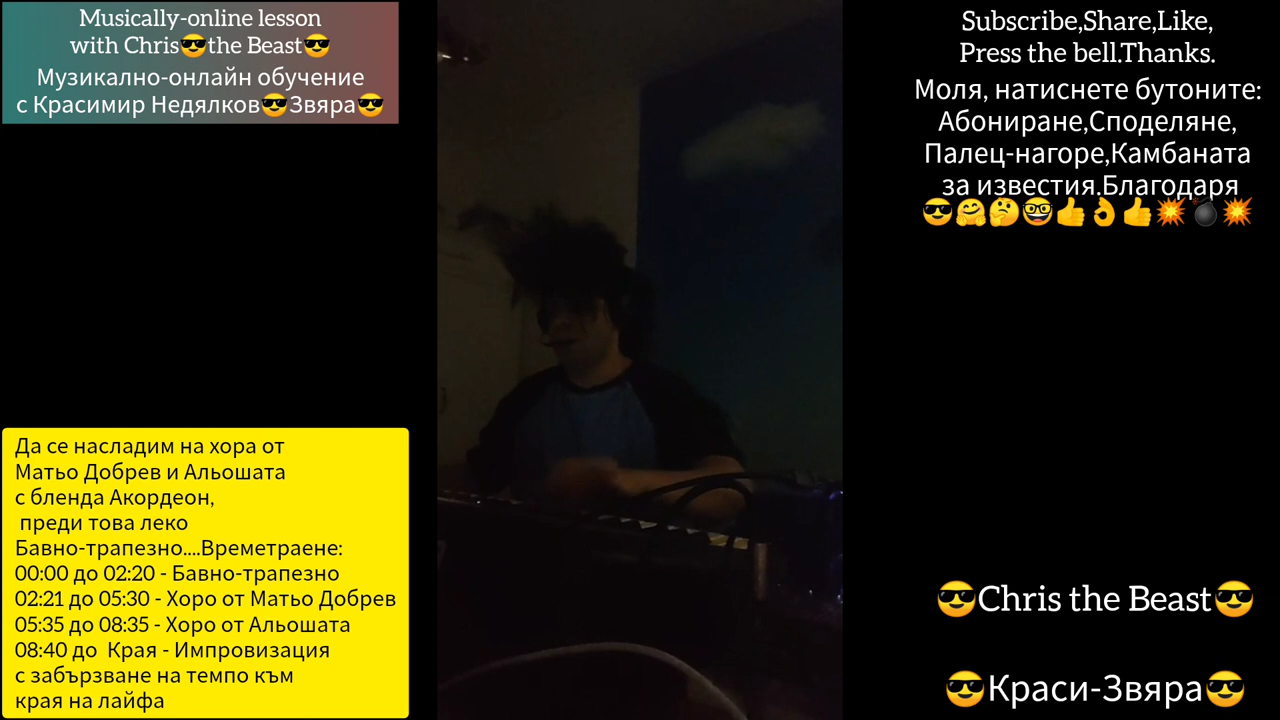 Musically-online lesson
with Chris😎the Beast😎
Музикално-онлайн обучение
с Красимир Недялков😎Звяра😎
Subscribe,Share,Like,
Press the bell.Thanks.
Моля, натиснете бутоните:
Абониране,Споделяне,
Палец-нагоре,Камбаната
за известия.Благодаря
😎🤗🤔🤓👍👌👍💥💣💥
Да се насладим на хора от
Матьо Добрев и Альошата
с бленда Акордеон,
преди това леко
Бавно-трапезно....Времетраене:
00:00 до 02:20 - Бавно-трапезно
02:21 до 05:30 - Хоро от Матьо Добрев
05:35 до 08:35 - Хоро от Альошата
08:40 до  Края - Импровизация
с забързване на темпо към
края на лайфа
😎Chris the Beast😎
😎Краси-Звяра😎